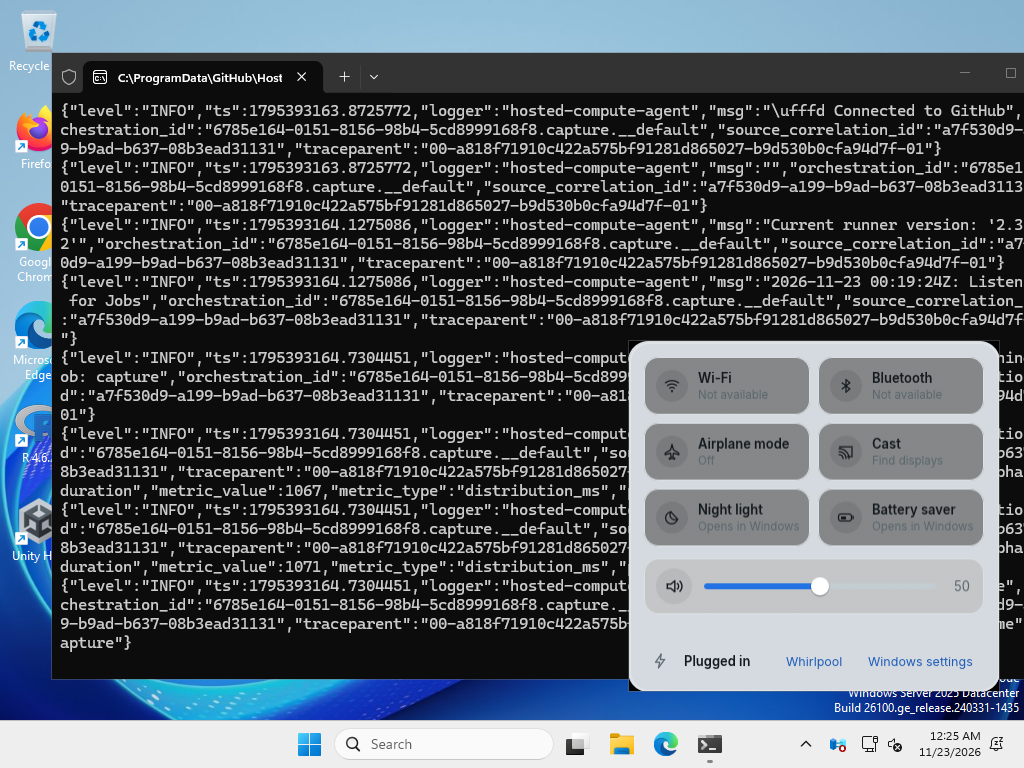 Recycle
Firefo
Googl
Chrom
Micros
Edge
R 4.6.
Unity H
C:\ProgramData\GitHub\Host
{"level":"INFO","ts":1795393163.8725772,"logger":"hosted-compute-agent","msg":"\ufffd Connected to GitHub",
chestration_id":"6785e164-0151-8156-98b4-5cd8999168f8.capture.__default","source_correlation_id":"a7f530d9-
9-b9ad-b637-08b3ead31131","traceparent":"00-a818f71910c422a575bf91281d865027-b9d530b0cfa94d7f-01"}
{"level":"INFO","ts":1795393163.8725772,"logger":"hosted-compute-agent","msg":"","orchestration_id":"6785e1
0151-8156-98b4-5cd8999168f8.capture.__default","source_correlation_id":"a7f530d9-a199-b9ad-b637-08b3ead3113
"traceparent":"00-a818f71910c422a575bf91281d865027-b9d530b0cfa94d7f-01"}
{"level":"INFO","ts":1795393164.1275086,"logger":"hosted-compute-agent","msg":"Current runner version: '2.3
2'","orchestration_id":"6785e164-0151-8156-98b4-5cd8999168f8.capture.__default","source_correlation_id":"a7
0d9-a199-b9ad-b637-08b3ead31131","traceparent":"00-a818f71910c422a575bf91281d865027-b9d530b0cfa94d7f-01"}
{"level":"INFO","ts":1795393164.1275086,"logger":"hosted-compute-agent","msg":"2026-11-23 00:19:24Z: Listen
for Jobs","orchestration_id":"6785e164-0151-8156-98b4-5cd8999168f8.capture.__default","source_correlation_
:"a7f530d9-a199-b9ad-b637-08b3ead31131","traceparent":"00-a818f71910c422a575bf91281d865027-b9d530b0cfa94d7f
"}
{"level":"INFO","ts":1795393164.7304451,"logger":"hosted-comput
ob: capture","orchestration_id":"6785e164-0151-8156-98b4-5cd899
"a7f530d9-a199-b9ad-b637-08b3ead31131","traceparent":"00-a818f7
01"}
{"level":"INFO","ts":1795393164.7304451,"logger":"hosted-comput
d":"6785e164-0151-8156-98b4-5cd8999168f8.capture.__default","sou
8b3ead31131","traceparent":"00-a818f71910c422a575bf91281d865027
duration","metric_value":1067,"metric_type":"distribution_ms","
{"level":"INFO","ts":1795393164.7304451,"logger":"hosted-comput
d":"6785e164-0151-8156-98b4-5cd8999168f8.capture.__default","sou
8b3ead31131","traceparent":"00-a818f71910c422a575bf91281d865027
duration","metric_value":1071,"metric_type":"distribution_ms","
{"level":"INFO","ts":1795393164.7304451,"logger":"hosted-comput
chestration_id":"6785e164-0151-8156-98b4-5cd8999168f8.capture._
9-b9ad-b637-08b3ead31131","traceparent":"00-a818f71910c422a575b
apture"}
Wi-Fi
Not available
Bluetooth
Not available
Airplane mode
Off
Cast
Find displays
Night light
Opens in Windows
Battery saver
Opens in Windows
50
Plugged in
Whirlpool
Windows settings
Windows Server 2025 Datacenter
Build 26100.ge_release.240331-1435
Search
12:25 AM
11/23/2026